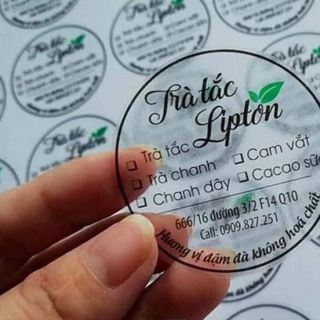 Trà tắc
Lipton
Trà tắc
Cam vắt
Trà chanh
Cacao sữa
Chanh dây
666/16 đường 3/2 F14 Q10
Call: 0909.827.251
Hương vị đậm đà không hoá chất